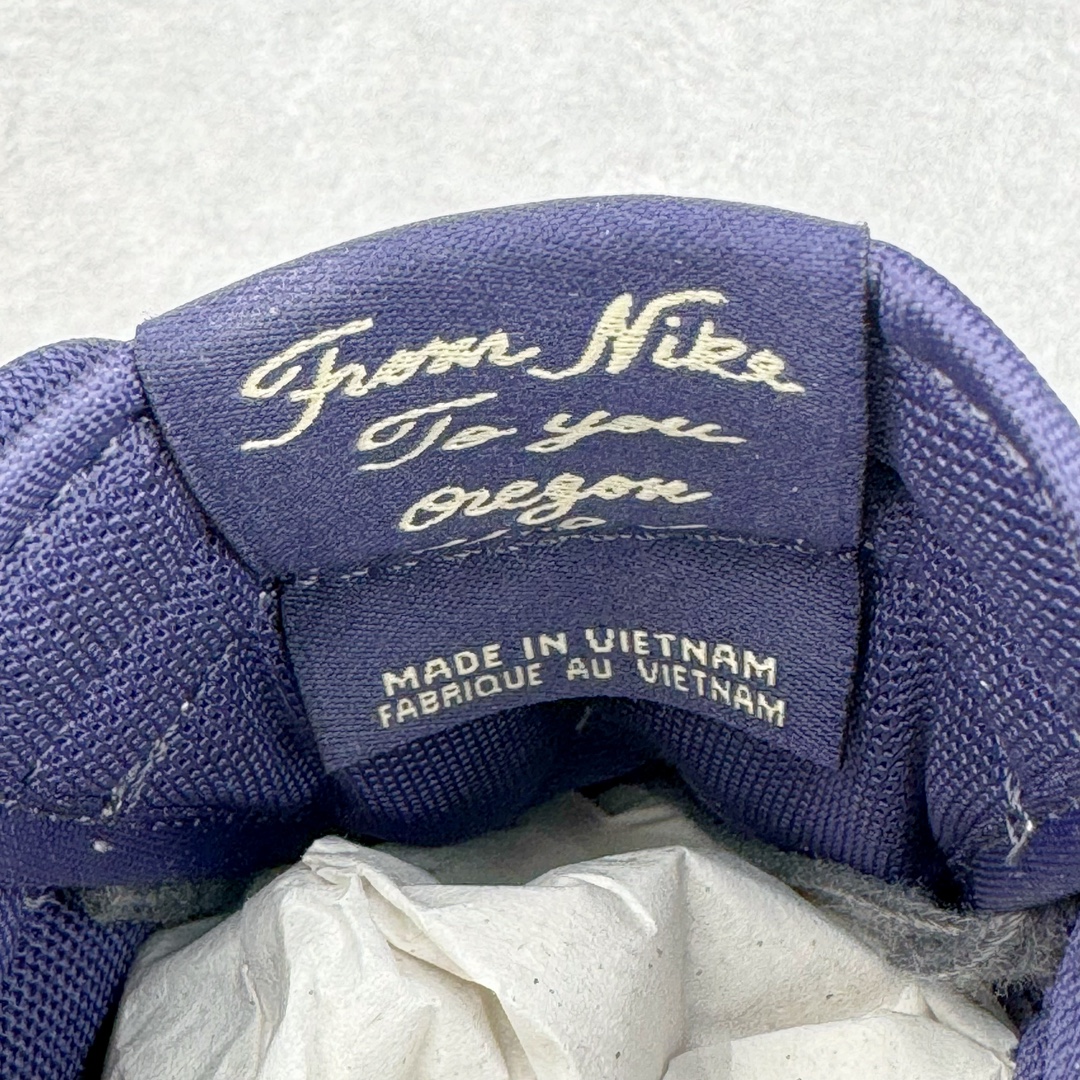 From Nike
To you
oregon
MADE IN VIETNAM
FABRIQUE AU VIETNAM